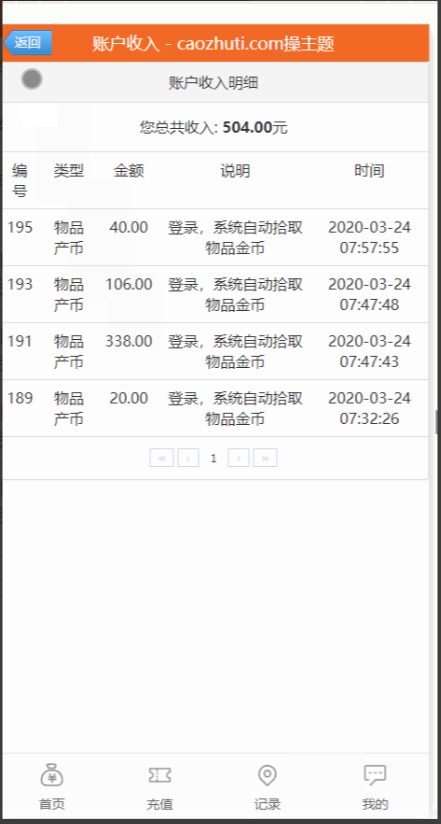 返回
账户收入 - caozhuti.com操主题
账户收入明细
您总共收入: 504.00元
编号 类型 金额 说明 时间
195 物品产币 40.00 登录，系统自动拾取物品金币 2020-03-24 07:57:55
193 物品产币 106.00 登录，系统自动拾取物品金币 2020-03-24 07:47:48
191 物品产币 338.00 登录，系统自动拾取物品金币 2020-03-24 07:47:43
189 物品产币 20.00 登录，系统自动拾取物品金币 2020-03-24 07:32:26
« ‹ 1 › »
首页 充值 记录 我的